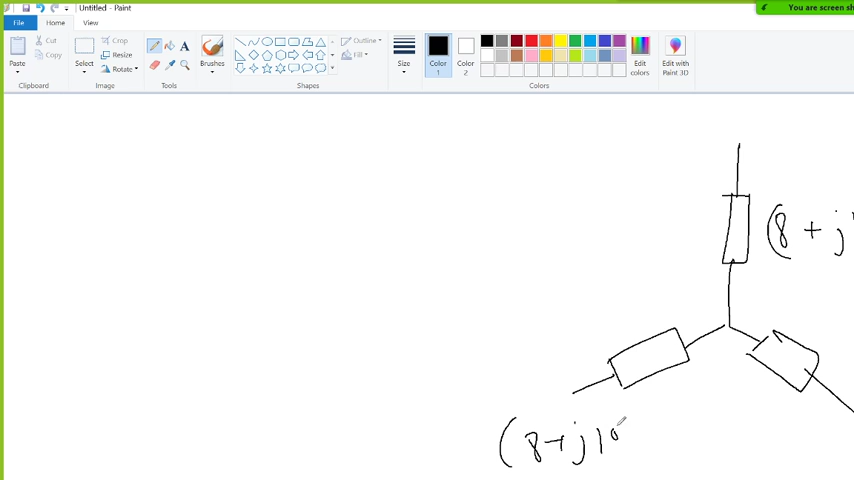 Untitled - Paint
You are screen sh
File
Home
View
Paste
Cut
Copy
Clipboard
Select
Crop
Resize
Rotate
Image
A
Tools
Brushes
Outline
Fill
Shapes
Size
Color 1
Color 2
Colors
Edit colors
Edit with Paint 3D
(8 + j
(8+j10